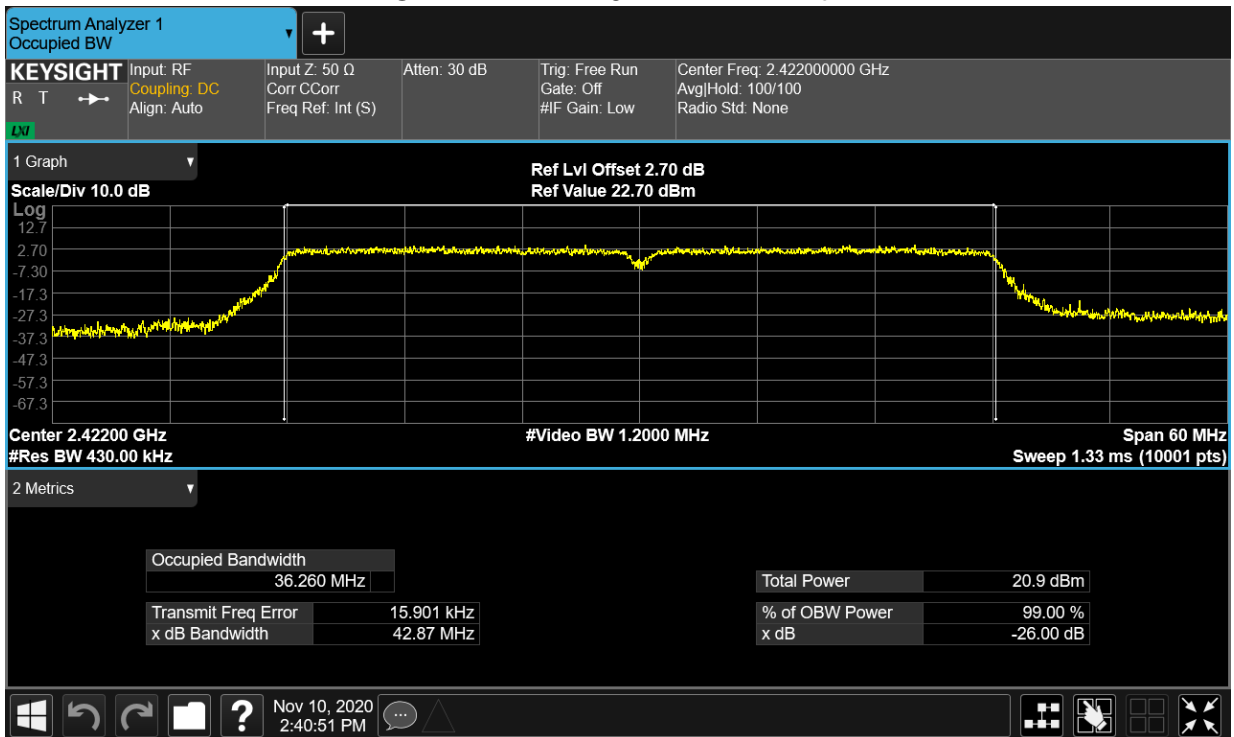 Spectrum Analyzer 1
Occupied BW
+
KEYSIGHT
R T
LXI
Input: RF
Coupling: DC
Align: Auto
Input Z: 50 Ω
Corr CCorr
Freq Ref: Int (S)
Atten: 30 dB
Trig: Free Run
Gate: Off
#IF Gain: Low
Center Freq: 2.422000000 GHz
Avg|Hold: 100/100
Radio Std: None
1 Graph
Scale/Div 10.0 dB
Ref Lvl Offset 2.70 dB
Ref Value 22.70 dBm
Log
12.7
2.70
-7.30
-17.3
-27.3
-37.3
-47.3
-57.3
-67.3
Center 2.42200 GHz
#Video BW 1.2000 MHz
Span 60 MHz
#Res BW 430.00 kHz
Sweep 1.33 ms (10001 pts)
2 Metrics
Occupied Bandwidth
36.260 MHz
Total Power 20.9 dBm
Transmit Freq Error 15.901 kHz
% of OBW Power 99.00 %
x dB Bandwidth 42.87 MHz
x dB -26.00 dB
?
Nov 10, 2020
2:40:51 PM